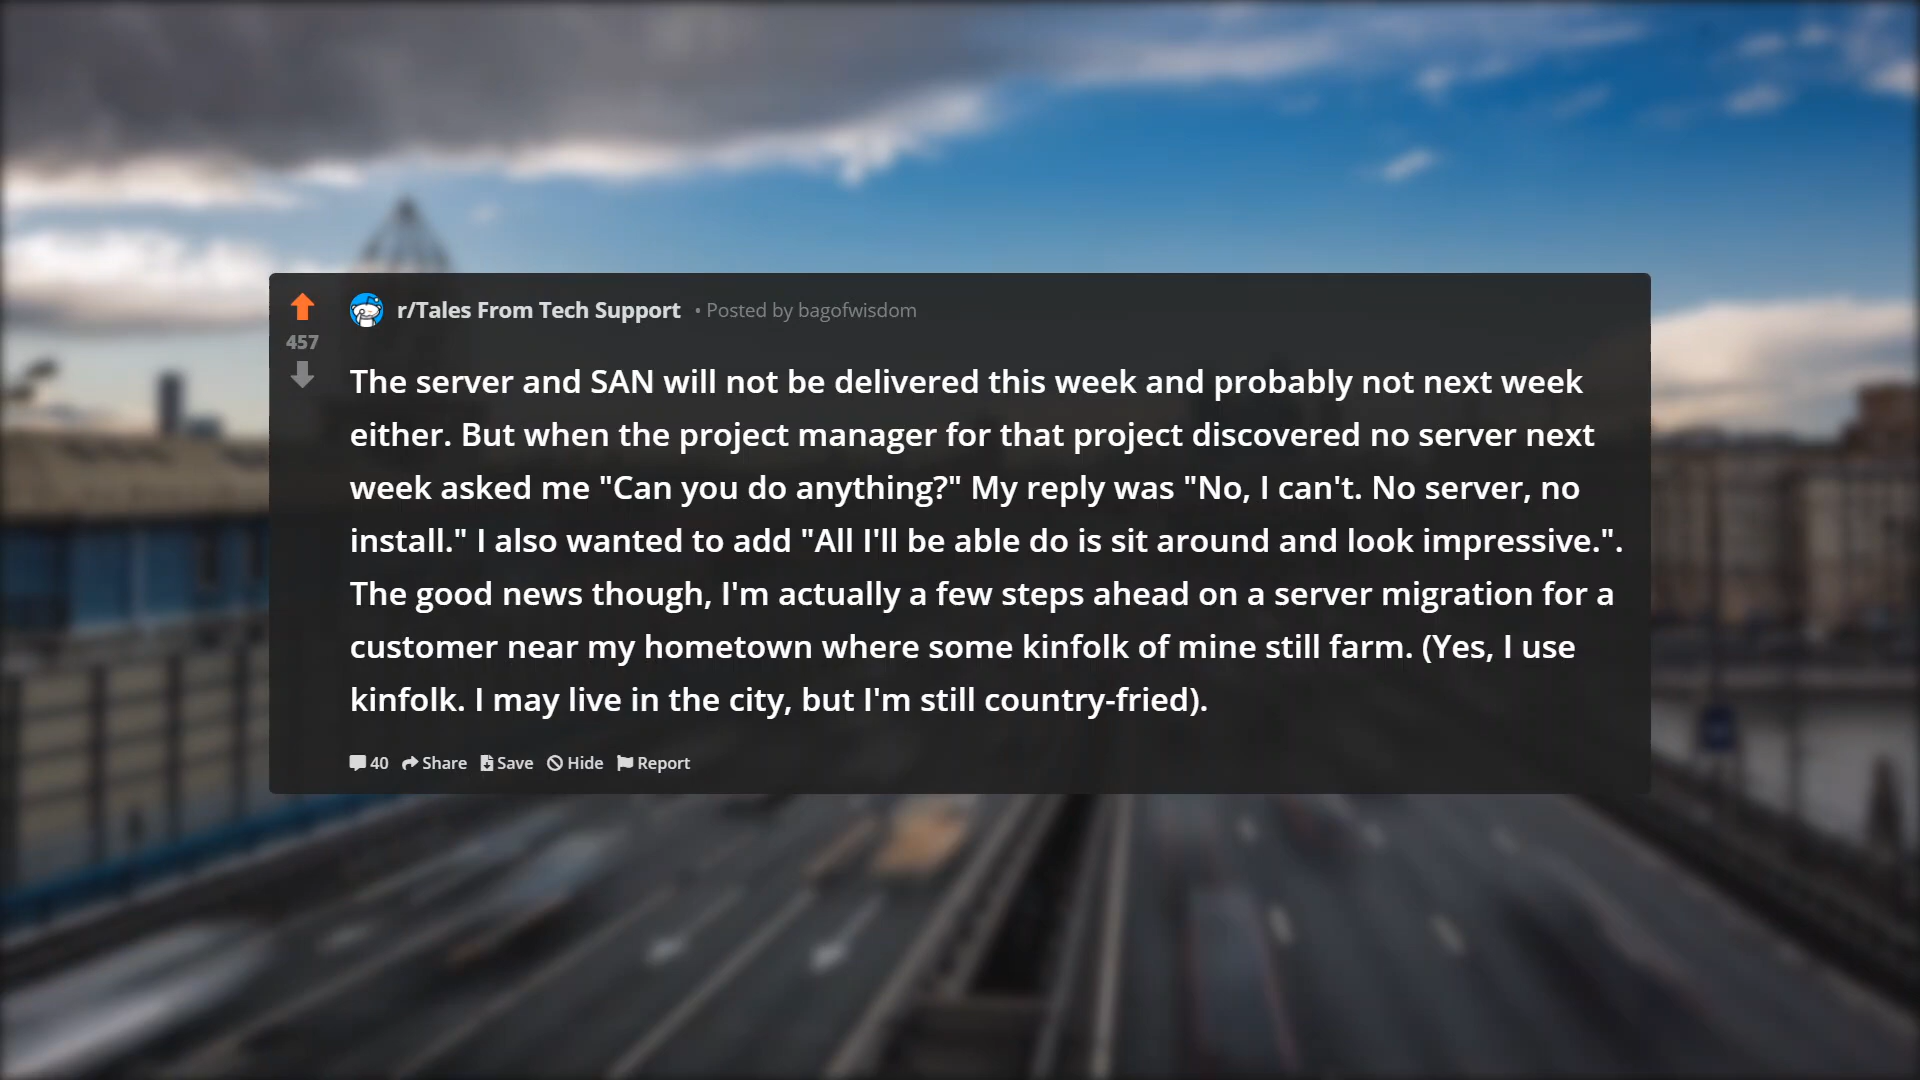 r/Tales From Tech Support • Posted by bagofwisdom
457
The server and SAN will not be delivered this week and probably not next week
either. But when the project manager for that project discovered no server next
week asked me "Can you do anything?" My reply was "No, I can't. No server, no
install." I also wanted to add "All I'll be able do is sit around and look impressive.".
The good news though, I'm actually a few steps ahead on a server migration for a
customer near my hometown where some kinfolk of mine still farm. (Yes, I use
kinfolk. I may live in the city, but I'm still country-fried).
40 Share Save Hide Report